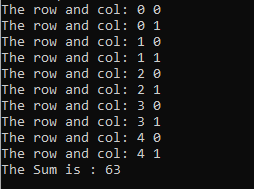 The row and col: 0 0
The row and col: 0 1
The row and col: 1 0
The row and col: 1 1
The row and col: 2 0
The row and col: 2 1
The row and col: 3 0
The row and col: 3 1
The row and col: 4 0
The row and col: 4 1
The Sum is : 63